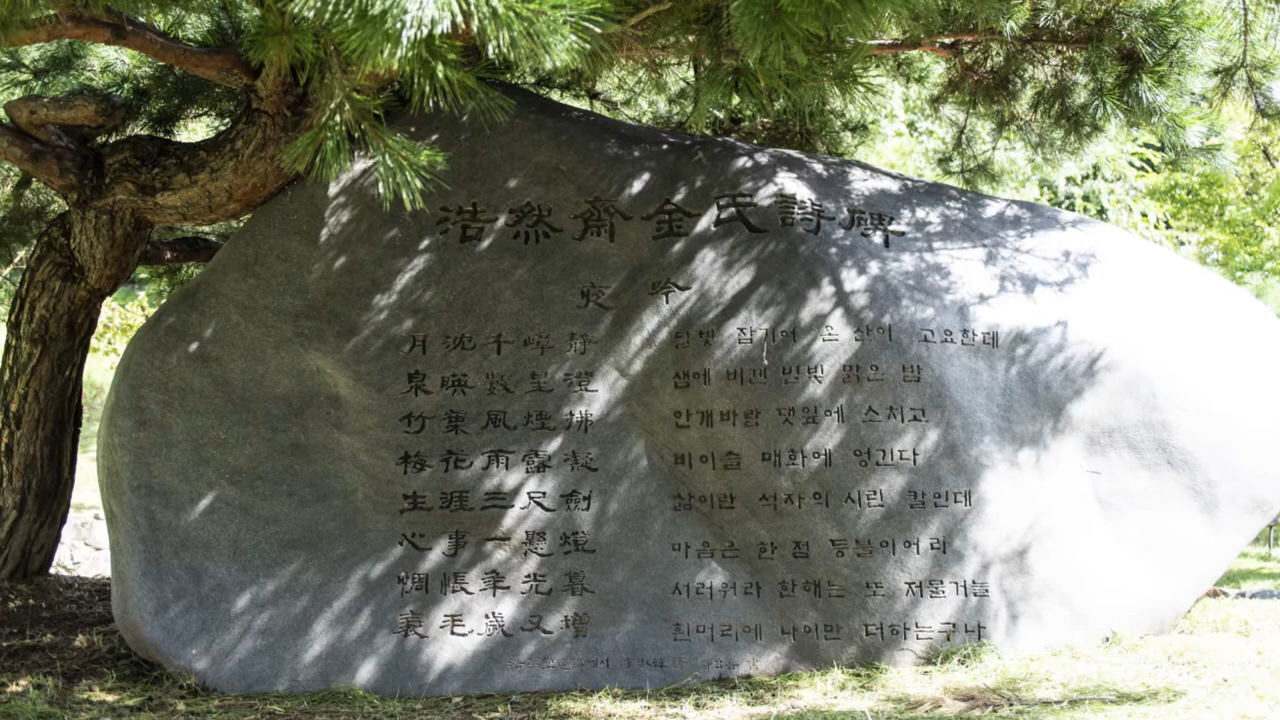 浩然齋金氏詩碑
夜吟
月沈千嶂靜
泉暎數星澄
竹葉風煙拂
梅花雨露凝
生涯三尺劍
心事一懸燈
惆悵年光暮
衰毛歲又增
달빛 잠기어 온 산이 고요한데
샘에 비낀 별빛 맑은 밤
안개바람 댓잎에 스치고
비이슬 매화에 엉긴다
삶이란 석자의 시린 칼인데
마음은 한 점 등불이어라
서러워라 한해는 또 저물거늘
흰머리에 나이만 더하는구나